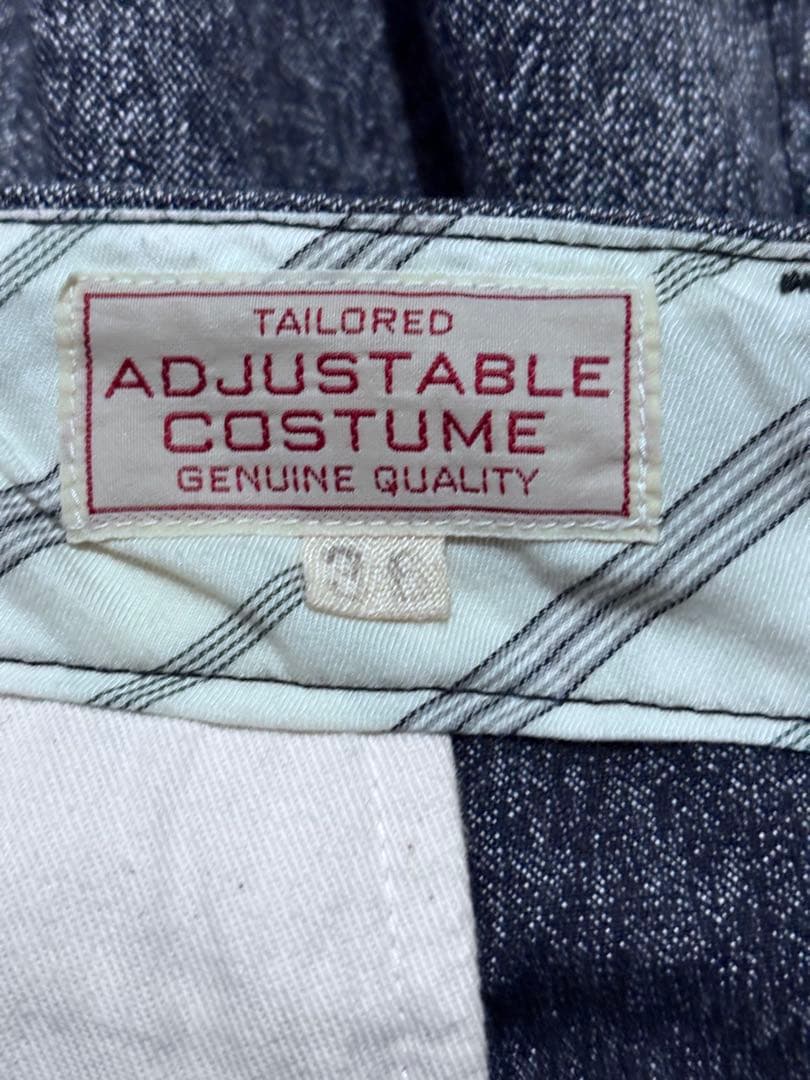 TAILORED
ADJUSTABLE
COSTUME
GENUINE QUALITY